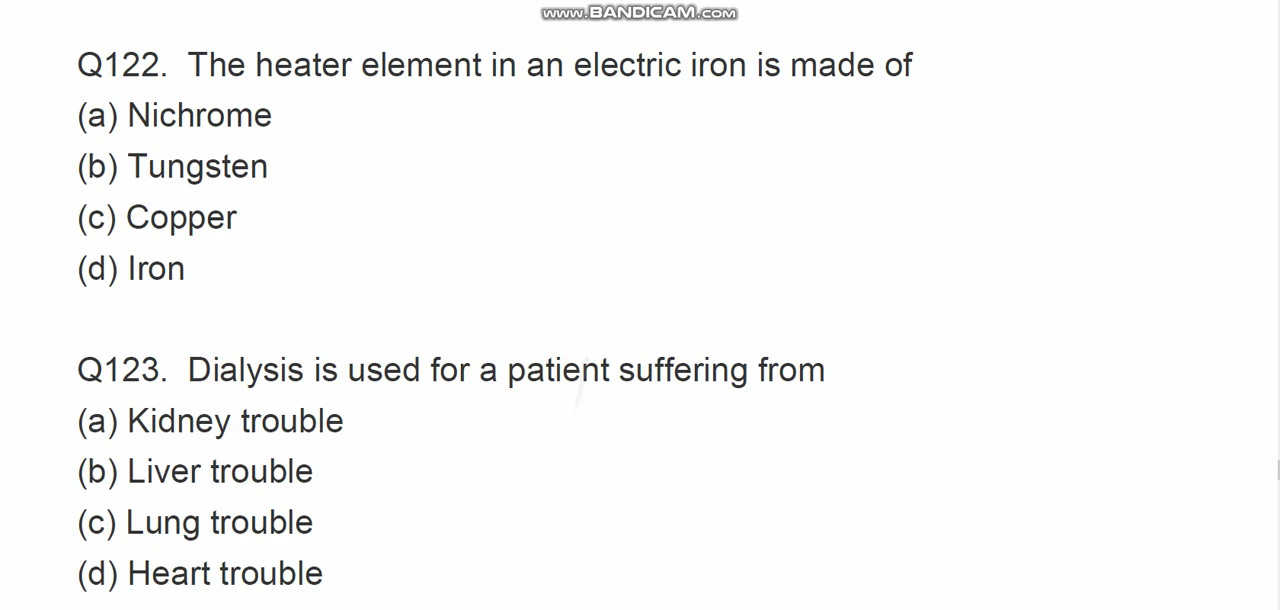 www.BANDICAM.com
Q122. The heater element in an electric iron is made of
(a) Nichrome
(b) Tungsten
(c) Copper
(d) Iron
Q123. Dialysis is used for a patient suffering from
(a) Kidney trouble
(b) Liver trouble
(c) Lung trouble
(d) Heart trouble